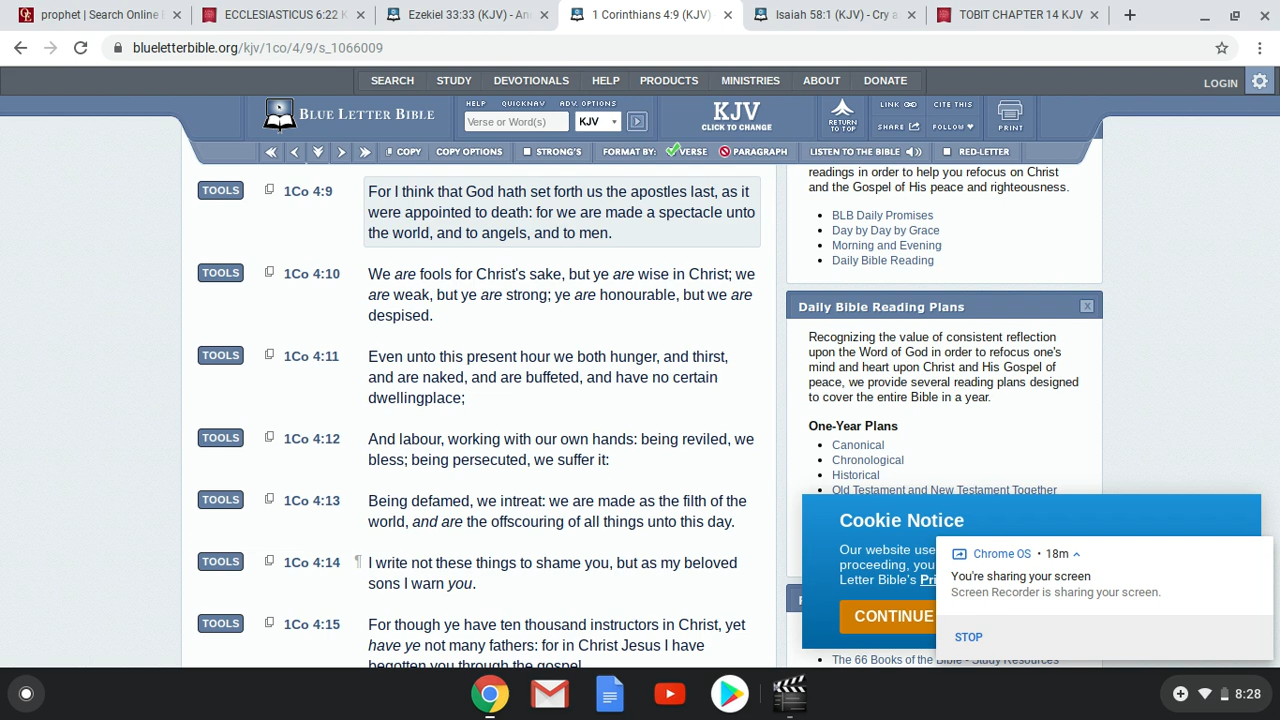 prophet | Search Online
ECCLESIASTICUS 6:22 K
Ezekiel 33:33 (KJV) - An
1 Corinthians 4:9 (KJV) -
Isaiah 58:1 (KJV) - Cry a
TOBIT CHAPTER 14 KJV
blueletterbible.org/kjv/1co/4/9/s_1066009
SEARCH STUDY DEVOTIONALS HELP PRODUCTS MINISTRIES ABOUT DONATE
LOGIN
BLUE LETTER BIBLE
HELP QUICKNAV ADV. OPTIONS
Verse or Word(s) KJV
KJV
CLICK TO CHANGE
RETURN
TO TOP
LINK CITE THIS
SHARE FOLLOW
PRINT
COPY COPY OPTIONS STRONG'S FORMAT BY: VERSE PARAGRAPH LISTEN TO THE BIBLE RED-LETTER
TOOLS 1Co 4:9 For I think that God hath set forth us the apostles last, as it
were appointed to death: for we are made a spectacle unto
the world, and to angels, and to men.
TOOLS 1Co 4:10 We are fools for Christ's sake, but ye are wise in Christ; we
are weak, but ye are strong; ye are honourable, but we are
despised.
TOOLS 1Co 4:11 Even unto this present hour we both hunger, and thirst,
and are naked, and are buffeted, and have no certain
dwellingplace;
TOOLS 1Co 4:12 And labour, working with our own hands: being reviled, we
bless; being persecuted, we suffer it:
TOOLS 1Co 4:13 Being defamed, we intreat: we are made as the filth of the
world, and are the offscouring of all things unto this day.
TOOLS 1Co 4:14 ¶ I write not these things to shame you, but as my beloved
sons I warn you.
TOOLS 1Co 4:15 For though ye have ten thousand instructors in Christ, yet
have ye not many fathers: for in Christ Jesus I have
begotten you through the gospel.
readings in order to help you refocus on Christ
and the Gospel of His peace and righteousness.
• BLB Daily Promises
• Day by Day by Grace
• Morning and Evening
• Daily Bible Reading
Daily Bible Reading Plans
Recognizing the value of consistent reflection
upon the Word of God in order to refocus one's
mind and heart upon Christ and His Gospel of
peace, we provide several reading plans designed
to cover the entire Bible in a year.
One-Year Plans
• Canonical
• Chronological
• Historical
• Old Testament and New Testament Together
Cookie Notice
Our website use
proceeding, you
Letter Bible's Pri
CONTINUE
The 66 Books of the Bible - Study Resources
Chrome OS • 18m
You're sharing your screen
Screen Recorder is sharing your screen.
STOP
8:28